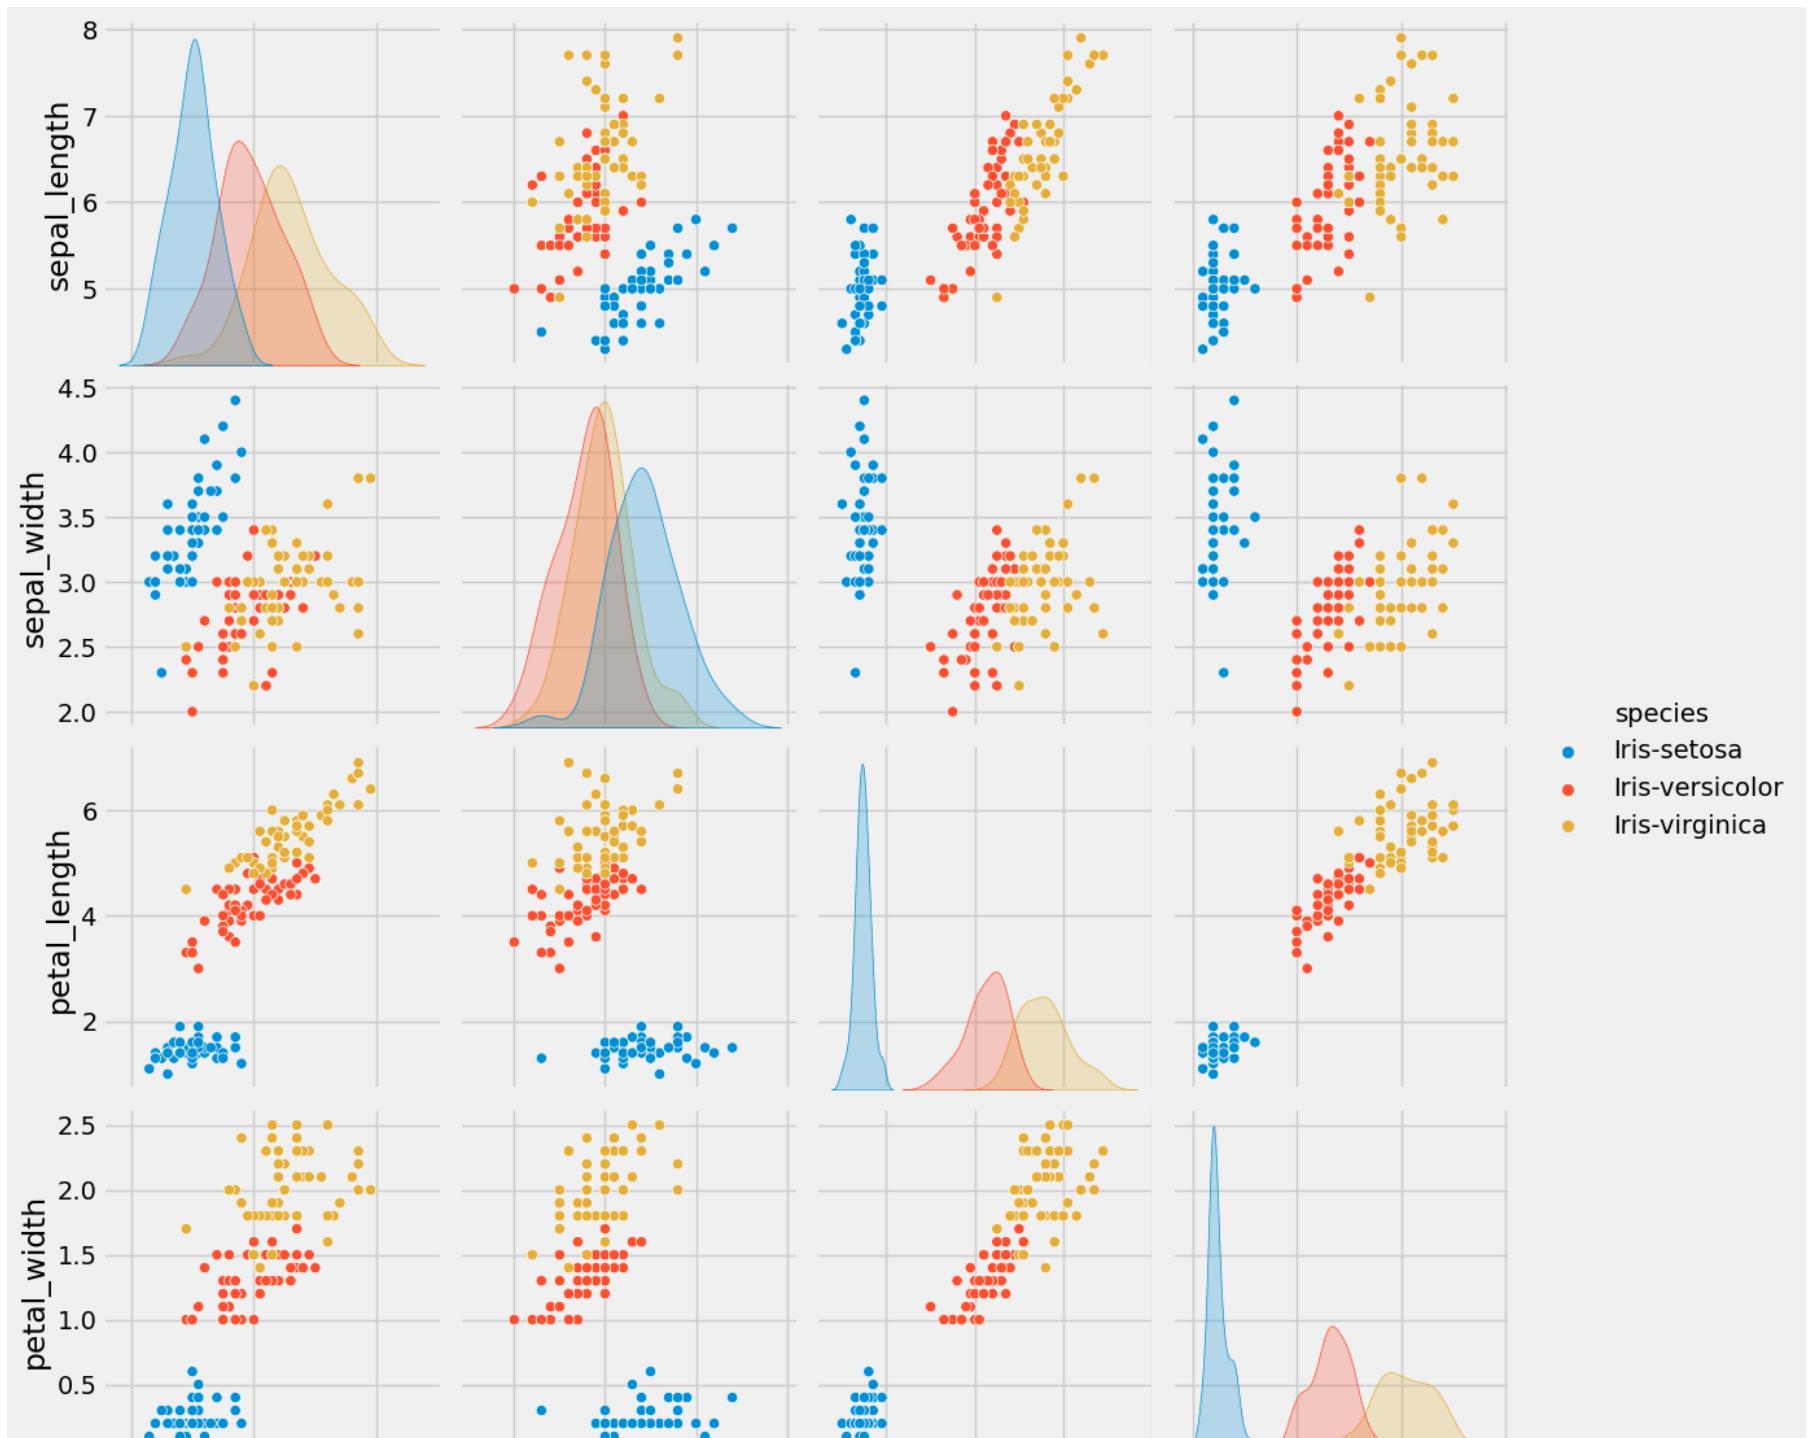 8
7
6
5
sepal_length
4.5
4.0
3.5
3.0
2.5
2.0
sepal_width
6
4
2
petal_length
2.5
2.0
1.5
1.0
0.5
petal_width
species
Iris-setosa
Iris-versicolor
Iris-virginica